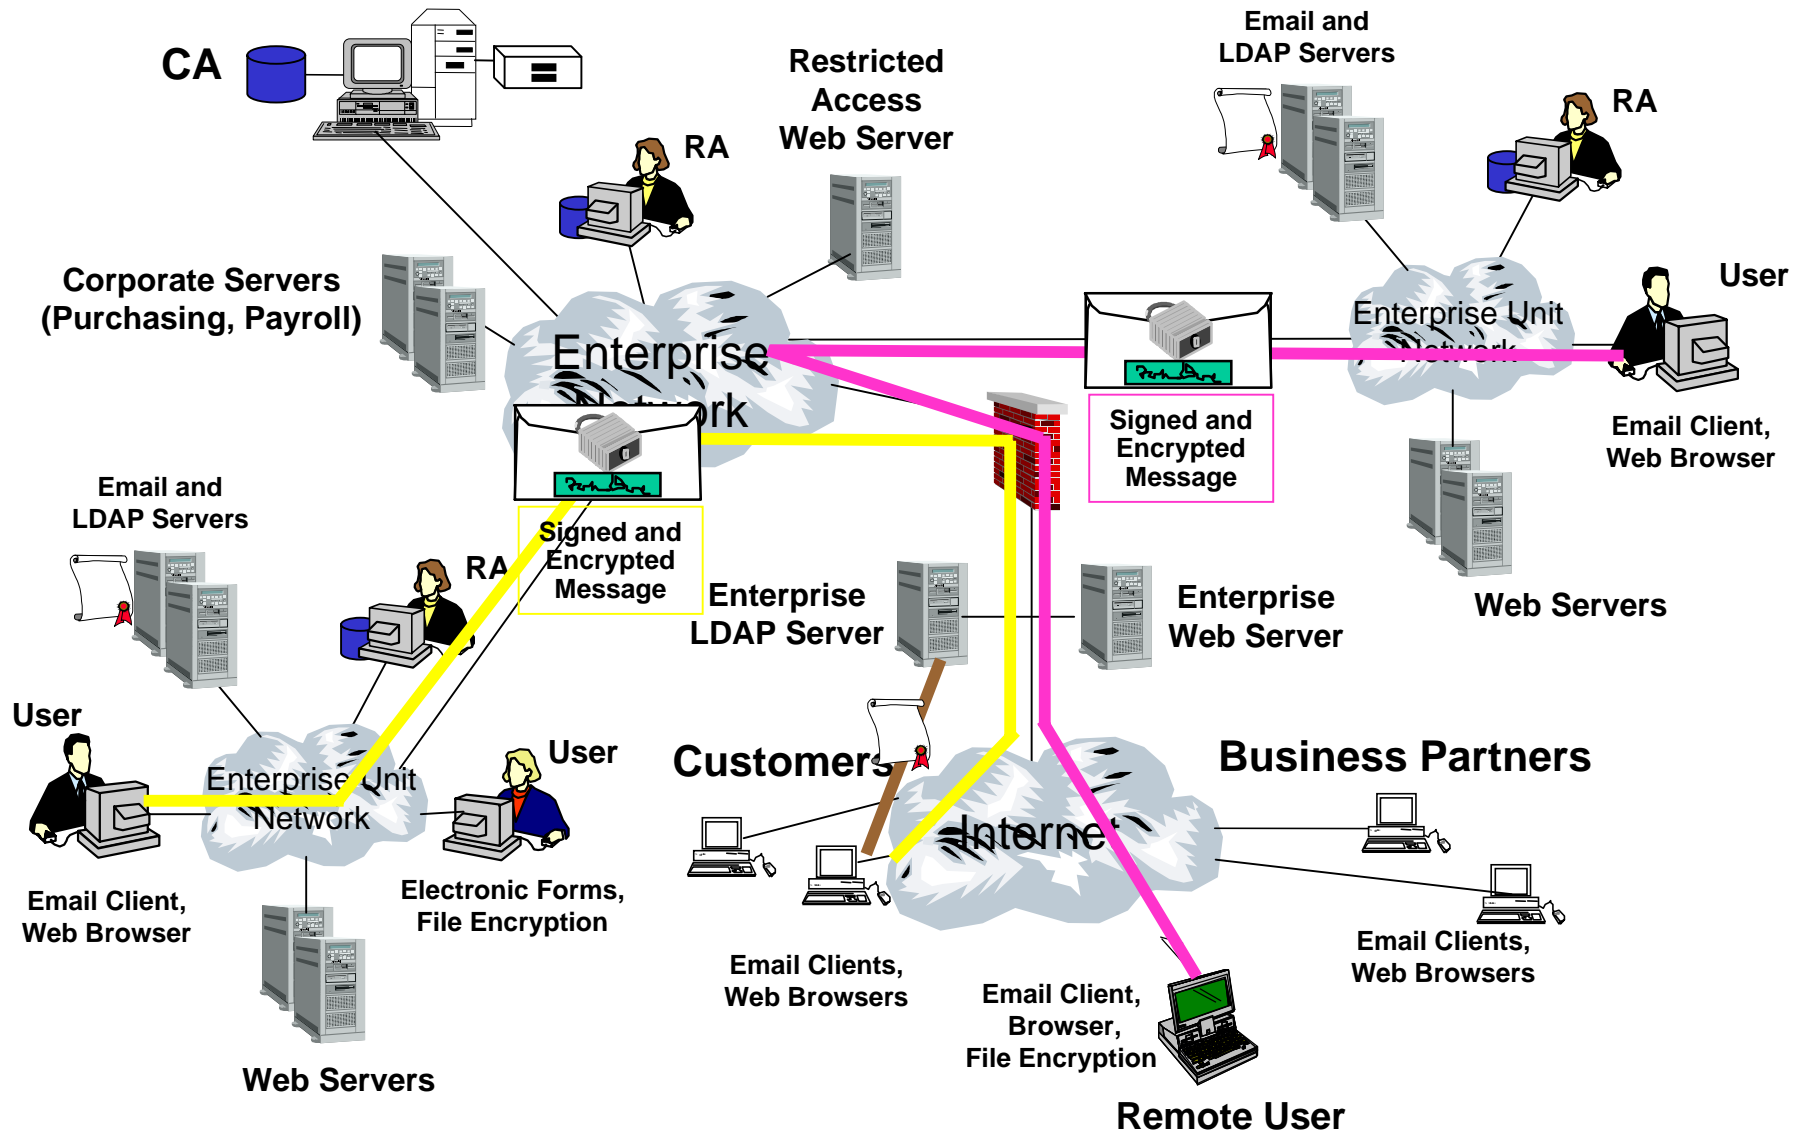 CA
Restricted
Access
Web Server
Email and
LDAP Servers
RA
RA
Corporate Servers
(Purchasing, Payroll)
User
Enterprise
Network
Enterprise Unit
Network
Signed and
Encrypted
Message
Email Client,
Web Browser
Email and
LDAP Servers
Signed and
Encrypted
Message
RA
Enterprise
LDAP Server
Enterprise
Web Server
Web Servers
User
User
Enterprise Unit
Network
Customers
Business Partners
Internet
Email Client,
Web Browser
Electronic Forms,
File Encryption
Email Clients,
Web Browsers
Email Client,
Browser,
File Encryption
Email Clients,
Web Browsers
Web Servers
Remote User